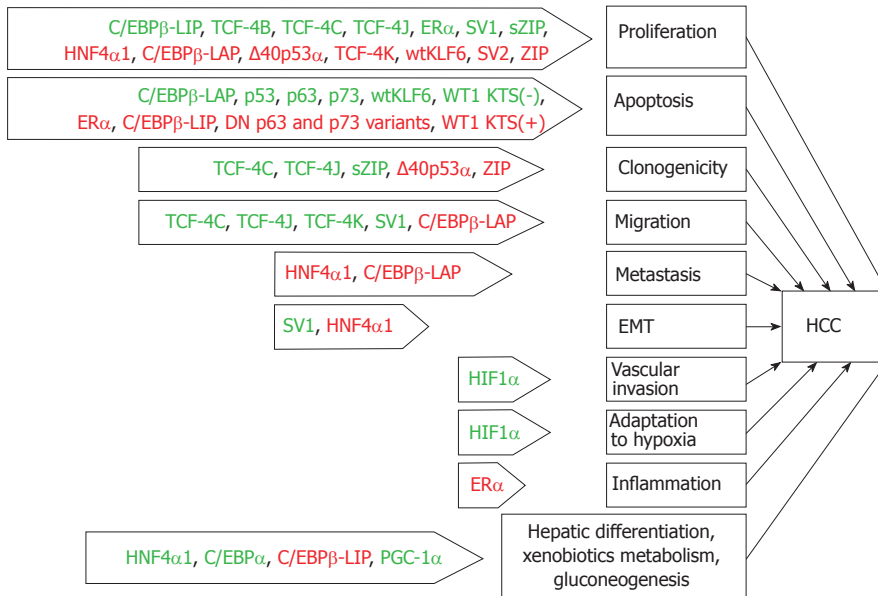 C/EBPβ-LIP, TCF-4B, TCF-4C, TCF-4J, ERα, SV1, sZIP,
HNF4α1, C/EBPβ-LAP, Δ40p53α, TCF-4K, wtKLF6, SV2, ZIP
Proliferation
C/EBPβ-LAP, p53, p63, p73, wtKLF6, WT1 KTS(-),
ERα, C/EBPβ-LIP, DN p63 and p73 variants, WT1 KTS(+)
Apoptosis
TCF-4C, TCF-4J, sZIP, Δ40p53α, ZIP
Clonogenicity
TCF-4C, TCF-4J, TCF-4K, SV1, C/EBPβ-LAP
Migration
HNF4α1, C/EBPβ-LAP
Metastasis
SV1, HNF4α1
EMT
HCC
HIF1α
Vascular
invasion
HIF1α
Adaptation
to hypoxia
ERα
Inflammation
HNF4α1, C/EBPα, C/EBPβ-LIP, PGC-1α
Hepatic differentiation,
xenobiotics metabolism,
gluconeogenesis